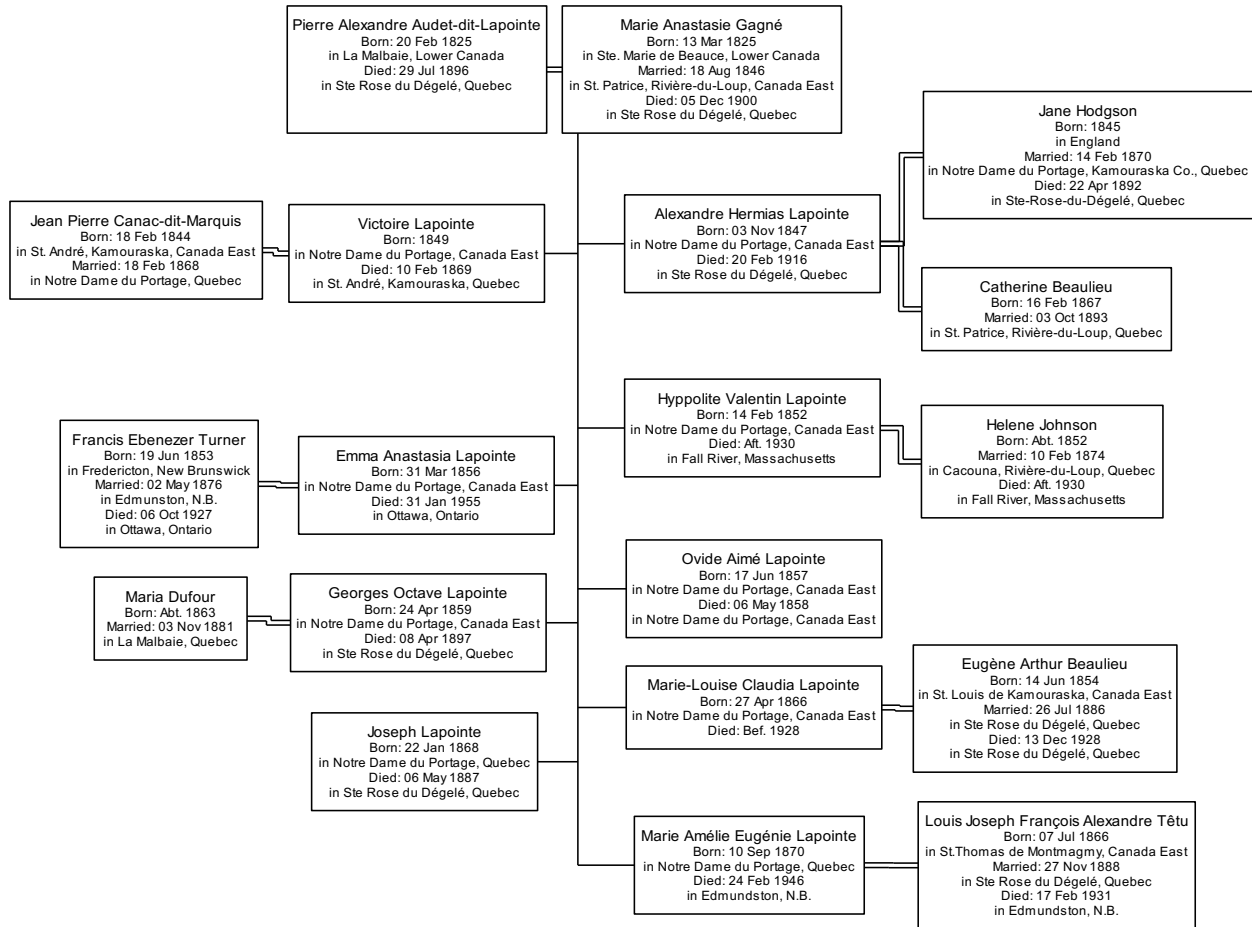 Pierre Alexandre Audet-dit-Lapointe
Born: 20 Feb 1825
in La Malbaie, Lower Canada
Died: 29 Jul 1896
in Ste Rose du Dégelé, Quebec
Marie Anastasie Gagné
Born: 13 Mar 1825
in Ste. Marie de Beauce, Lower Canada
Married: 18 Aug 1846
in St. Patrice, Rivière-du-Loup, Canada East
Died: 05 Dec 1900
in Ste Rose du Dégelé, Quebec
Jane Hodgson
Born: 1845
in England
Married: 14 Feb 1870
in Notre Dame du Portage, Kamouraska Co., Quebec
Died: 22 Apr 1892
in Ste-Rose-du-Dégelé, Quebec
Jean Pierre Canac-dit-Marquis
Born: 18 Feb 1844
in St. André, Kamouraska, Canada East
Married: 18 Feb 1868
in Notre Dame du Portage, Quebec
Victoire Lapointe
Born: 1849
in Notre Dame du Portage, Canada East
Died: 10 Feb 1869
in St. André, Kamouraska, Quebec
Alexandre Hermias Lapointe
Born: 03 Nov 1847
in Notre Dame du Portage, Canada East
Died: 20 Feb 1916
in Ste Rose du Dégelé, Quebec
Catherine Beaulieu
Born: 16 Feb 1867
Married: 03 Oct 1893
in St. Patrice, Rivière-du-Loup, Quebec
Hyppolite Valentin Lapointe
Born: 14 Feb 1852
in Notre Dame du Portage, Canada East
Died: Aft. 1930
in Fall River, Massachusetts
Helene Johnson
Born: Abt. 1852
Married: 10 Feb 1874
in Cacouna, Rivière-du-Loup, Quebec
Died: Aft. 1930
in Fall River, Massachusetts
Francis Ebenezer Turner
Born: 19 Jun 1853
in Fredericton, New Brunswick
Married: 02 May 1876
in Edmunston, N.B.
Died: 06 Oct 1927
in Ottawa, Ontario
Emma Anastasia Lapointe
Born: 31 Mar 1856
in Notre Dame du Portage, Canada East
Died: 31 Jan 1955
in Ottawa, Ontario
Ovide Aimé Lapointe
Born: 17 Jun 1857
in Notre Dame du Portage, Canada East
Died: 06 May 1858
in Notre Dame du Portage, Canada East
Maria Dufour
Born: Abt. 1863
Married: 03 Nov 1881
in La Malbaie, Quebec
Georges Octave Lapointe
Born: 24 Apr 1859
in Notre Dame du Portage, Canada East
Died: 08 Apr 1897
in Ste Rose du Dégelé, Quebec
Marie-Louise Claudia Lapointe
Born: 27 Apr 1866
in Notre Dame du Portage, Canada East
Died: Bef. 1928
Eugène Arthur Beaulieu
Born: 14 Jun 1854
in St. Louis de Kamouraska, Canada East
Married: 26 Jul 1886
in Ste Rose du Dégelé, Quebec
Died: 13 Dec 1928
in Ste Rose du Dégelé, Quebec
Joseph Lapointe
Born: 22 Jan 1868
in Notre Dame du Portage, Quebec
Died: 06 May 1887
in Ste Rose du Dégelé, Quebec
Marie Amélie Eugénie Lapointe
Born: 10 Sep 1870
in Notre Dame du Portage, Quebec
Died: 24 Feb 1946
in Edmundston, N.B.
Louis Joseph François Alexandre Têtu
Born: 07 Jul 1866
in St.Thomas de Montmagmy, Canada East
Married: 27 Nov 1888
in Ste Rose du Dégelé, Quebec
Died: 17 Feb 1931
in Edmundston, N.B.